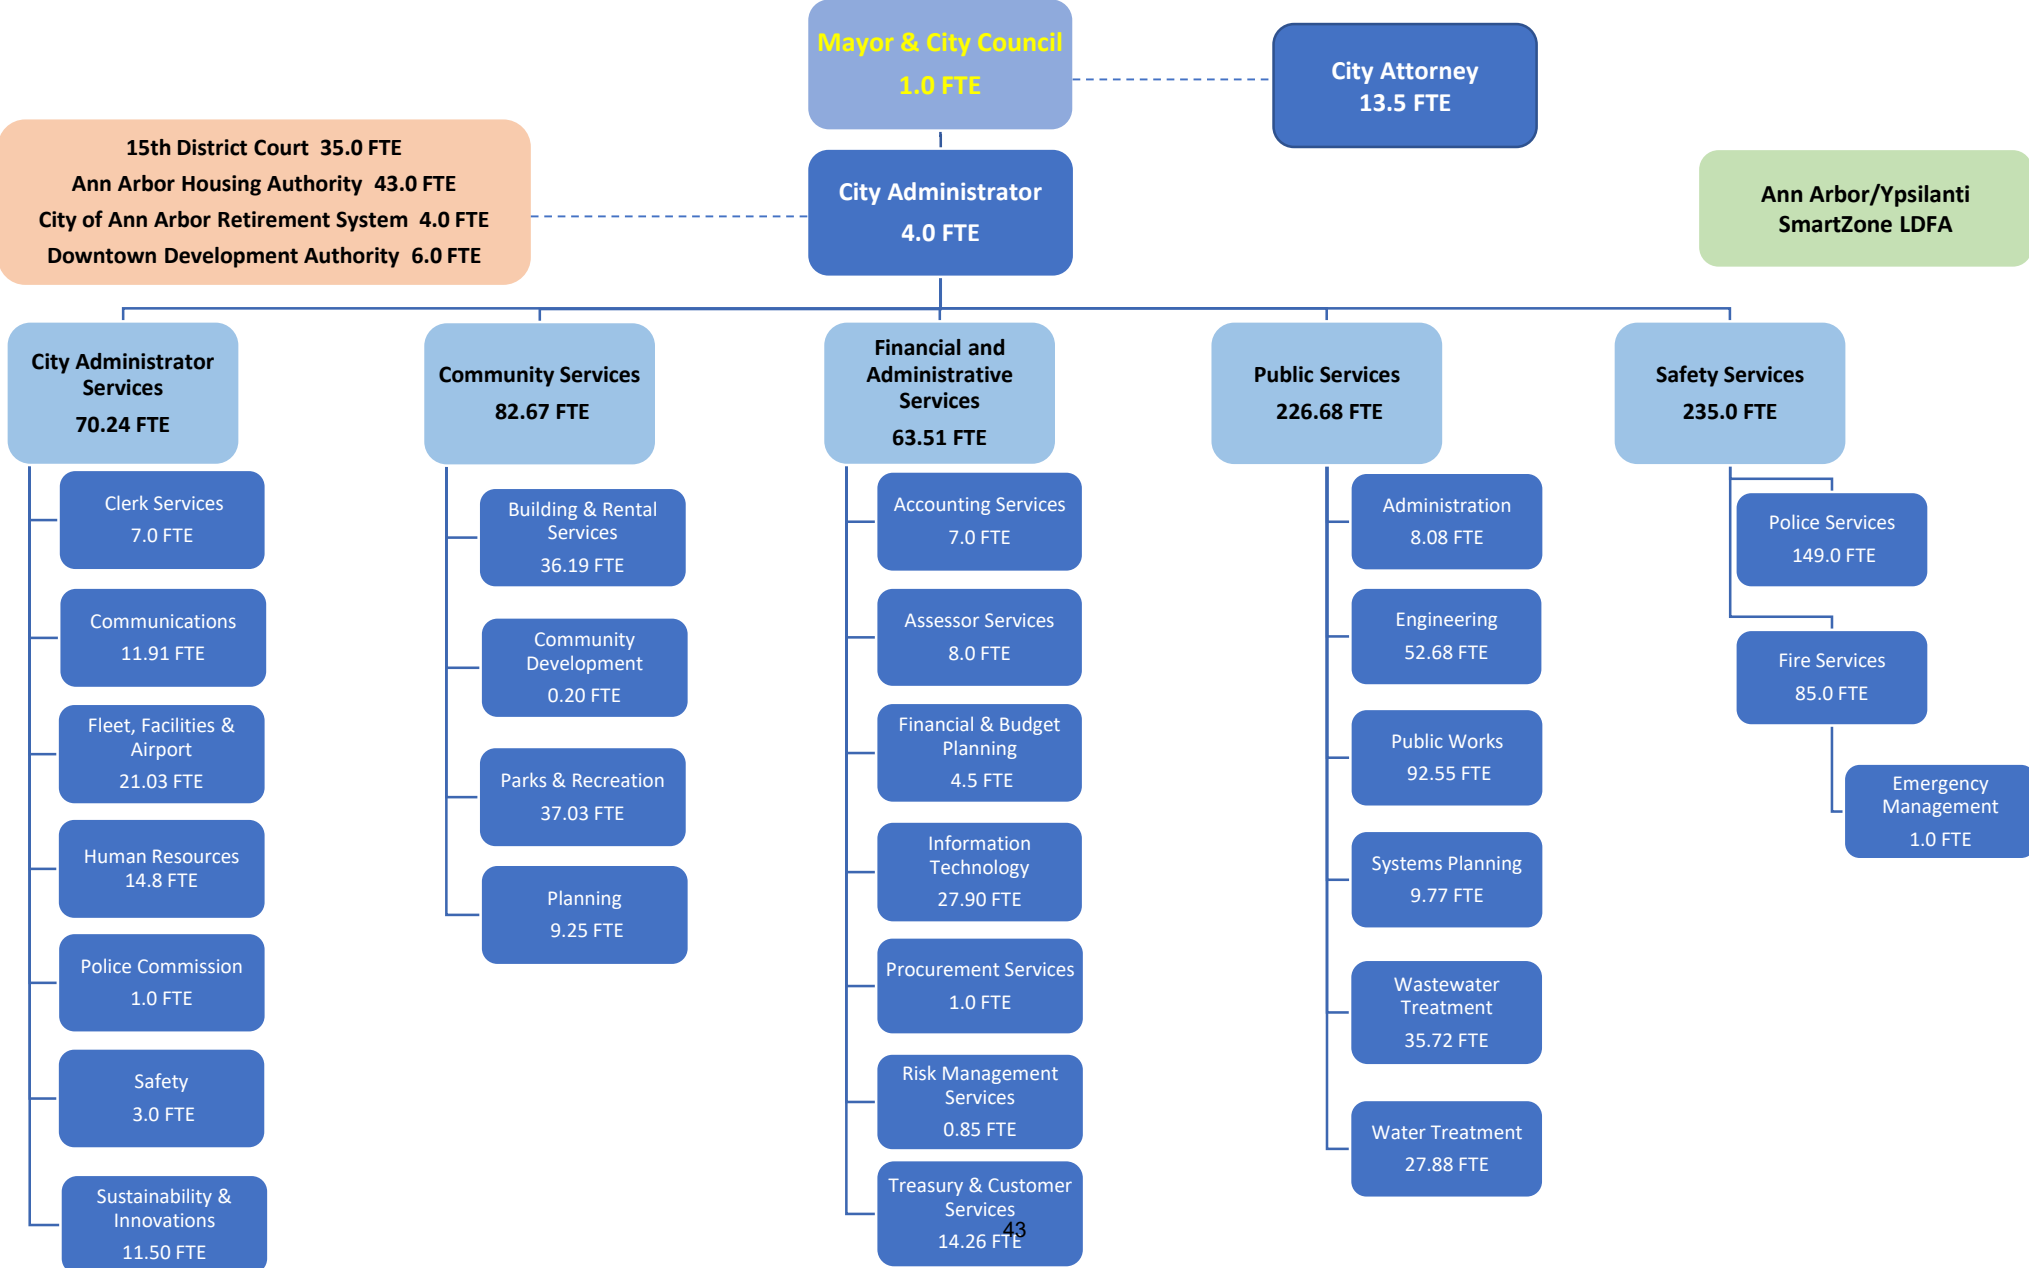 Mayor & City Council
1.0 FTE
City Attorney
13.5 FTE
15th District Court 35.0 FTE
Ann Arbor Housing Authority 43.0 FTE
City of Ann Arbor Retirement System 4.0 FTE
Downtown Development Authority 6.0 FTE
City Administrator
4.0 FTE
Ann Arbor/Ypsilanti
SmartZone LDFA
City Administrator
Services
70.24 FTE
Clerk Services
7.0 FTE
Communications
11.91 FTE
Fleet, Facilities &
Airport
21.03 FTE
Human Resources
14.8 FTE
Police Commission
1.0 FTE
Safety
3.0 FTE
Sustainability &
Innovations
11.50 FTE
Community Services
82.67 FTE
Building & Rental
Services
36.19 FTE
Community
Development
0.20 FTE
Parks & Recreation
37.03 FTE
Planning
9.25 FTE
Financial and
Administrative
Services
63.51 FTE
Accounting Services
7.0 FTE
Assessor Services
8.0 FTE
Financial & Budget
Planning
4.5 FTE
Information
Technology
27.90 FTE
Procurement Services
1.0 FTE
Risk Management
Services
0.85 FTE
Treasury & Customer
Services
14.26 FTE
43
Public Services
226.68 FTE
Administration
8.08 FTE
Engineering
52.68 FTE
Public Works
92.55 FTE
Systems Planning
9.77 FTE
Wastewater
Treatment
35.72 FTE
Water Treatment
27.88 FTE
Safety Services
235.0 FTE
Police Services
149.0 FTE
Fire Services
85.0 FTE
Emergency
Management
1.0 FTE